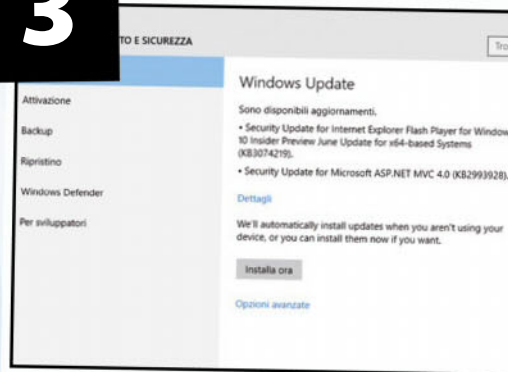 3
TO E SICUREZZA
Attivazione
Backup
Ripristino
Windows Defender
Per sviluppatori
Windows Update
Sono disponibili aggiornamenti.
• Security Update for Internet Explorer Flash Player for Window
10 Insider Preview June Update for x64-based Systems
(KB3074219).
• Security Update for Microsoft ASP.NET MVC 4.0 (KB2993928).
Dettagli
We'll automatically install updates when you aren't using your
device, or you can install them now if you want.
Installa ora
Opzioni avanzate